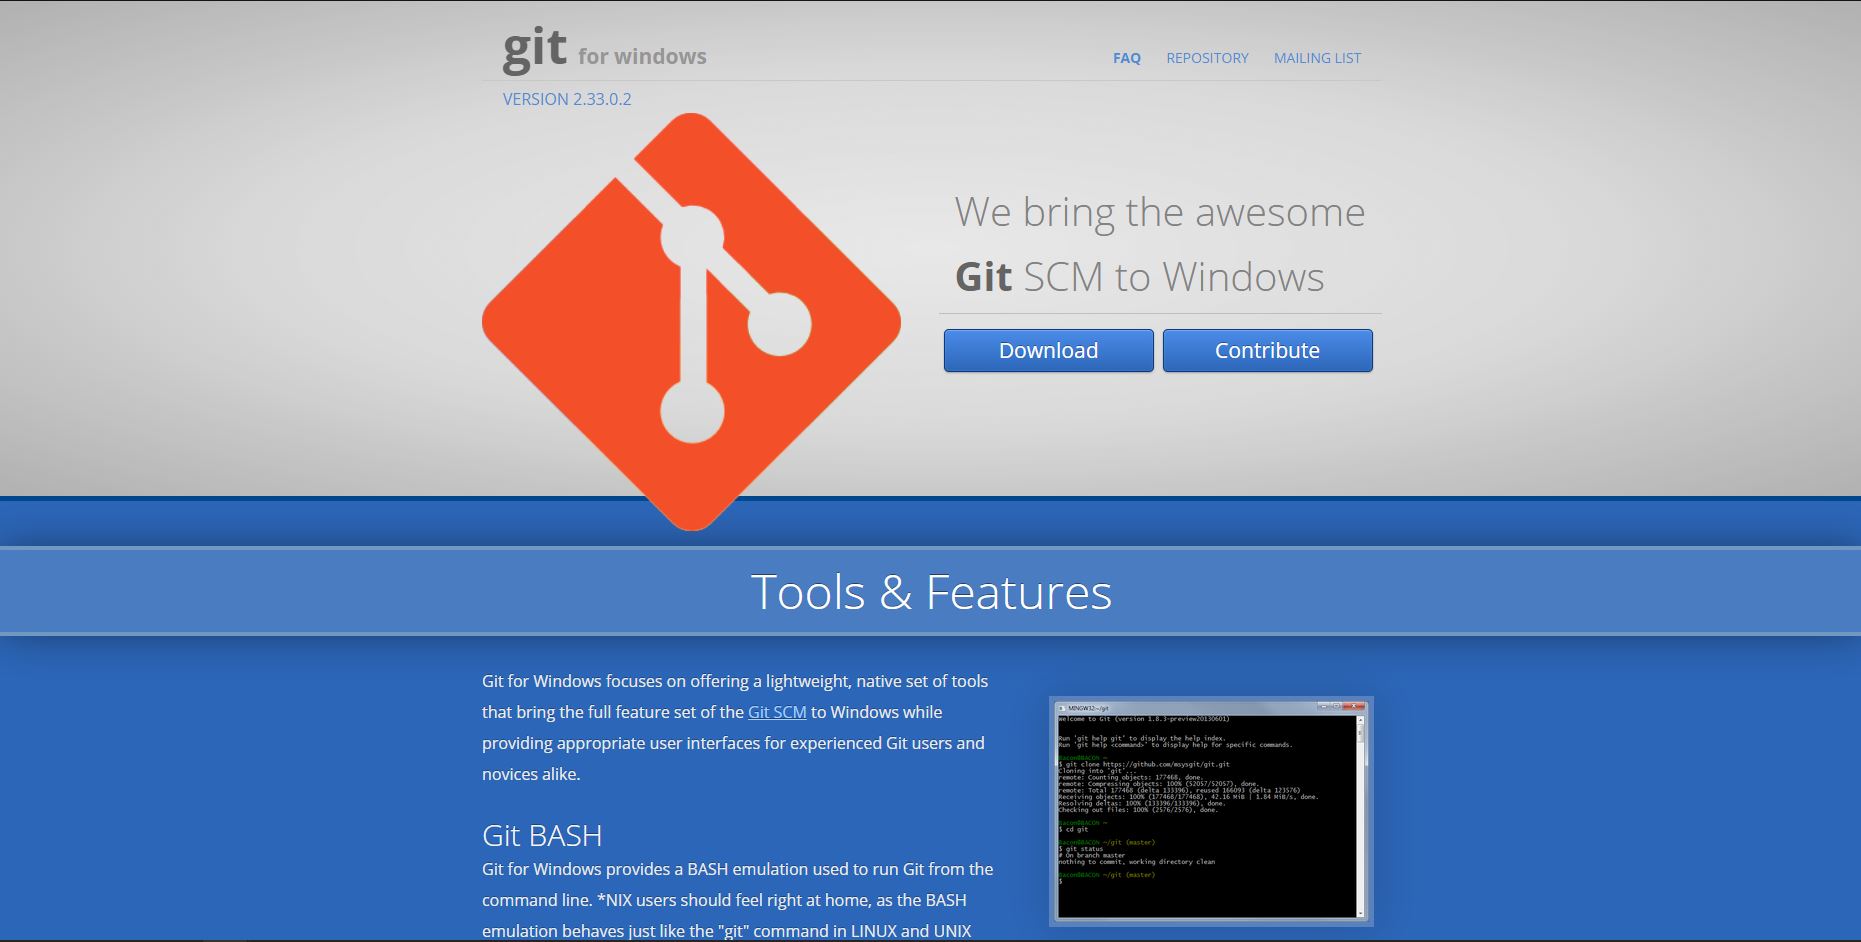 git for windows
FAQ REPOSITORY MAILING LIST
VERSION 2.33.0.2
We bring the awesome
Git SCM to Windows
Download Contribute
Tools & Features
Git for Windows focuses on offering a lightweight, native set of tools
that bring the full feature set of the Git SCM to Windows while
providing appropriate user interfaces for experienced Git users and
novices alike.
Git BASH
Git for Windows provides a BASH emulation used to run Git from the
command line. *NIX users should feel right at home, as the BASH
emulation behaves just like the "git" command in LINUX and UNIX
MINGW32:~/git
Welcome to Git (version 1.8.3-preview20130601)
Run 'git help git' to display the help index.
Run 'git help <command>' to display help for specific commands.
Bacon@BACON ~
$ git clone https://github.com/msysgit/git.git
Cloning into 'git'...
remote: Counting objects: 177468, done.
remote: Compressing objects: 100% (52057/52057), done.
remote: Total 177468 (delta 133396), reused 166093 (delta 123576)
Receiving objects: 100% (177468/177468), 42.16 MiB | 1.84 MiB/s, done.
Resolving deltas: 100% (133396/133396), done.
Checking out files: 100% (2576/2576), done.
Bacon@BACON ~
$ cd git
Bacon@BACON ~/git (master)
$ git status
# On branch master
nothing to commit, working directory clean
Bacon@BACON ~/git (master)
$